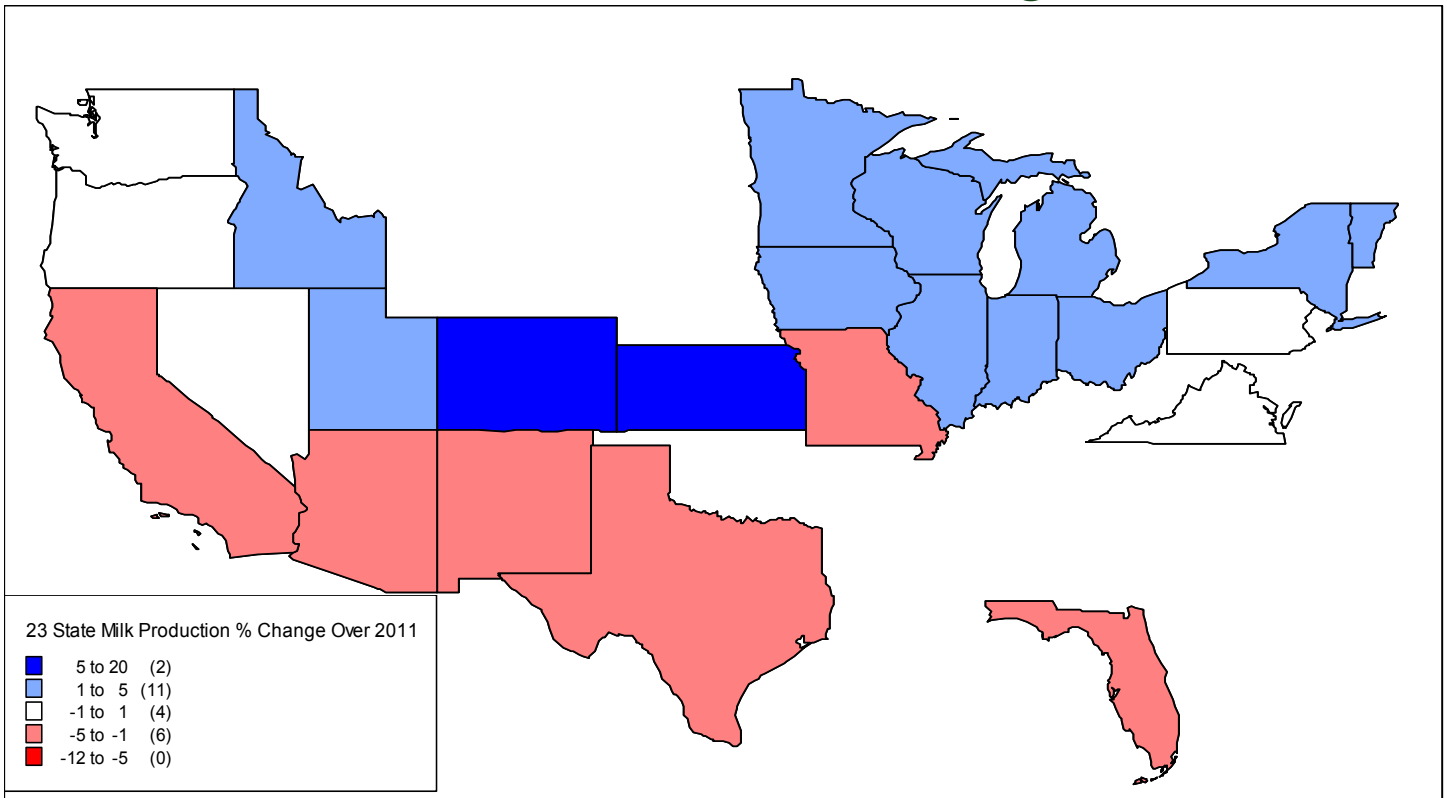 23 State Milk Production % Change Over 2011
5 to 20 (2)
1 to 5 (11)
-1 to 1 (4)
-5 to -1 (6)
-12 to -5 (0)